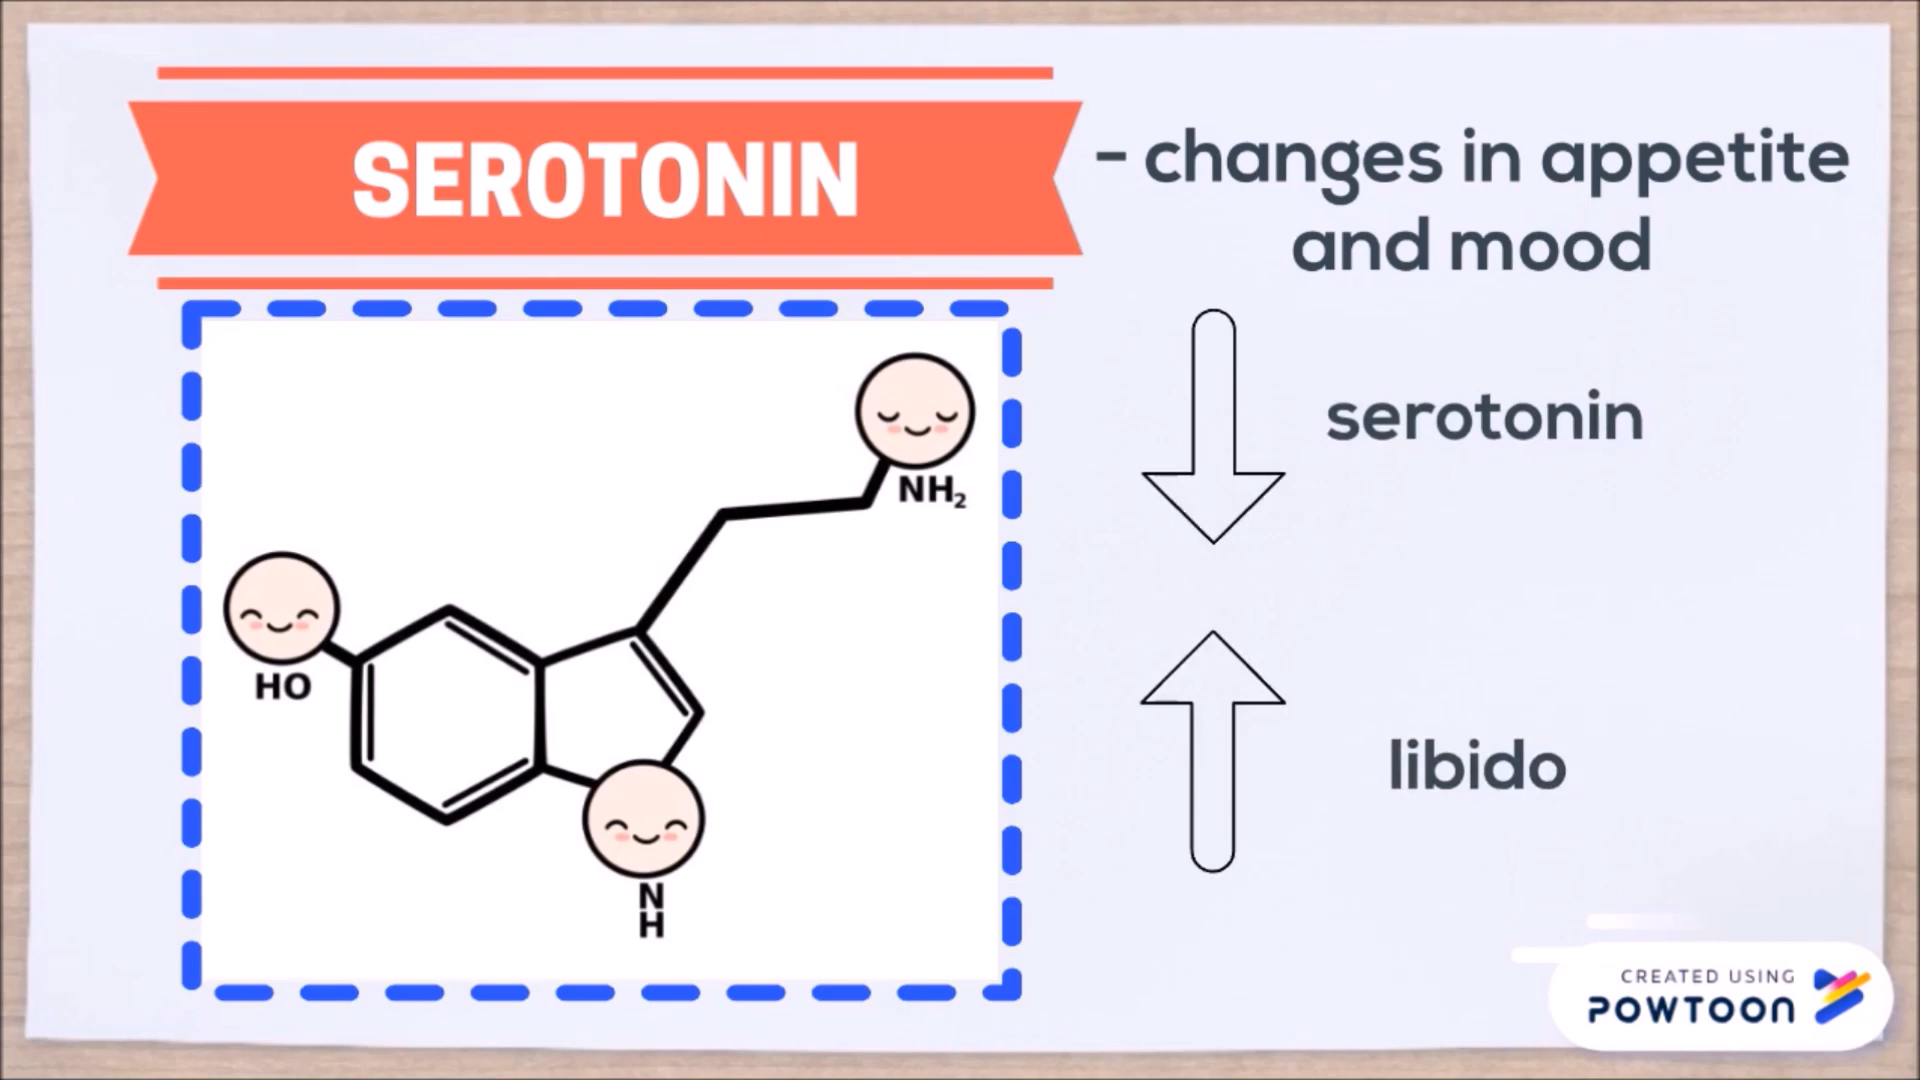 SEROTONIN
- changes in appetite
and mood
serotonin
libido
NH₂
HO
N
H
CREATED USING
POWTOON